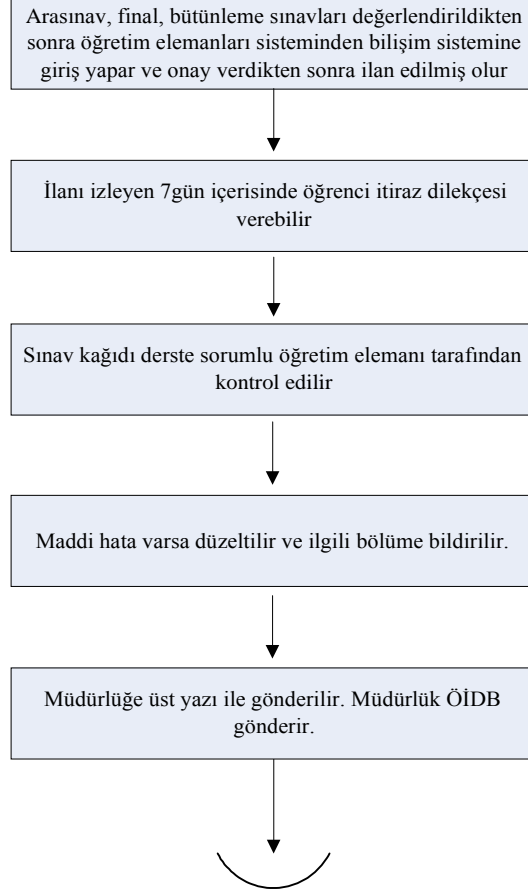 Arasınav, final, bütünleme sınavları değerlendirildikten
sonra öğretim elemanları sisteminden bilişim sistemine
giriş yapar ve onay verdikten sonra ilan edilmiş olur
İlanı izleyen 7gün içerisinde öğrenci itiraz dilekçesi
verebilir
Sınav kağıdı derste sorumlu öğretim elemanı tarafından
kontrol edilir
Maddi hata varsa düzeltilir ve ilgili bölüme bildirilir.
Müdürlüğe üst yazı ile gönderilir. Müdürlük ÖİDB
gönderir.